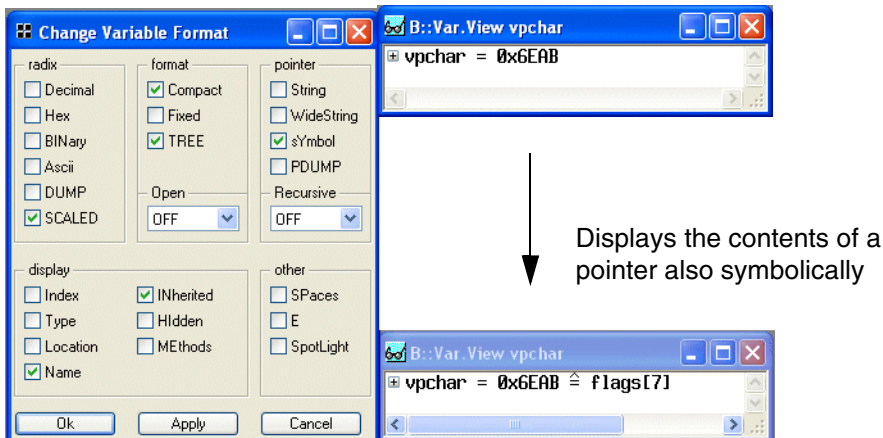 Change Variable Format
radix
Decimal
Hex
BINary
Ascii
DUMP
SCALED
format
Compact
Fixed
TREE
Open
OFF
pointer
String
WideString
sYmbol
PDUMP
Recursive
OFF
display
Index
Type
Location
Name
INherited
HIdden
MEthods
other
SPaces
E
SpotLight
Ok
Apply
Cancel
B::Var.View vpchar
vpchar = 0x6EAB
Displays the contents of a
pointer also symbolically
B::Var.View vpchar
vpchar = 0x6EAB ≙ flags[7]